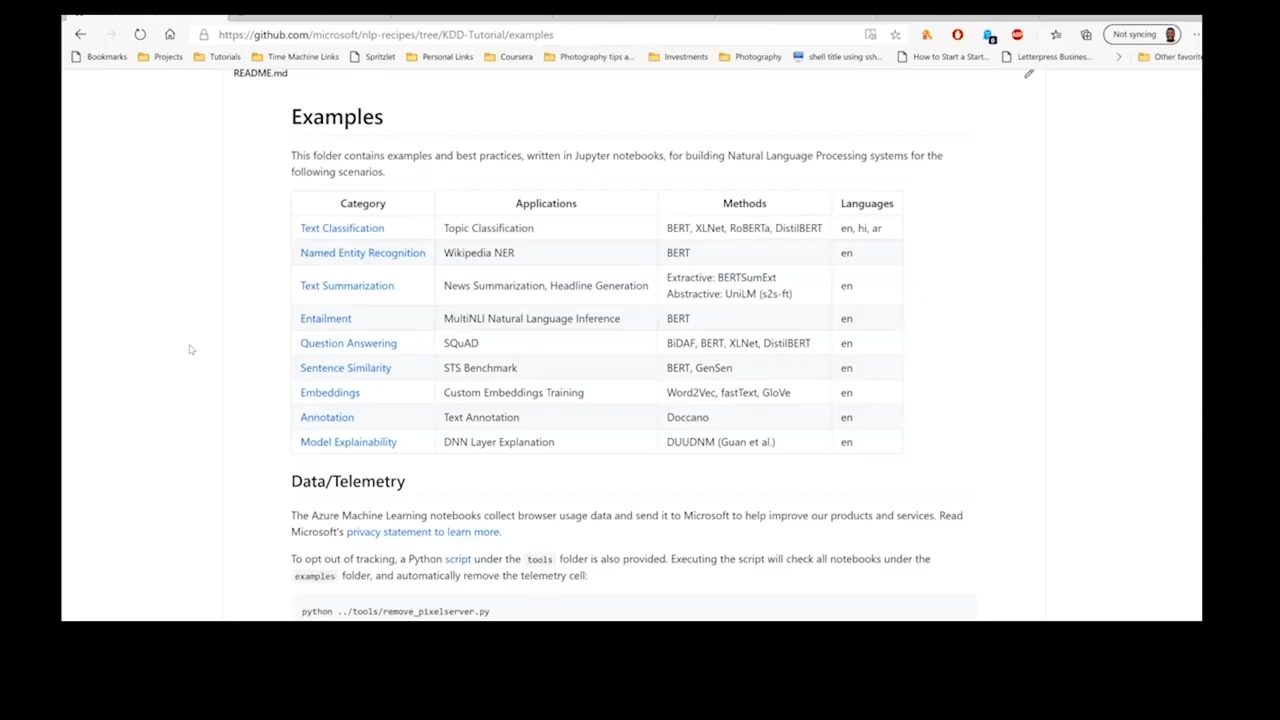 https://github.com/microsoft/nlp-recipes/tree/KDD-Tutorial/examples
Not syncing
Bookmarks Projects Tutorials Time Machine Links Spritzlet Personal Links Coursera Photography tips a... Investments Photography shell title using ssh... How to Start a Start... Letterpress Busines... Other favorite
README.md
Examples
This folder contains examples and best practices, written in Jupyter notebooks, for building Natural Language Processing systems for the
following scenarios.
Category Applications Methods Languages
Text Classification Topic Classification BERT, XLNet, RoBERTa, DistilBERT en, hi, ar
Named Entity Recognition Wikipedia NER BERT en
Text Summarization News Summarization, Headline Generation Extractive: BERTSumExt
Abstractive: UniLM (s2s-ft) en
Entailment MultiNLI Natural Language Inference BERT en
Question Answering SQuAD BiDAF, BERT, XLNet, DistilBERT en
Sentence Similarity STS Benchmark BERT, GenSen en
Embeddings Custom Embeddings Training Word2Vec, fastText, GloVe en
Annotation Text Annotation Doccano en
Model Explainability DNN Layer Explanation DUUDNM (Guan et al.) en
Data/Telemetry
The Azure Machine Learning notebooks collect browser usage data and send it to Microsoft to help improve our products and services. Read
Microsoft's privacy statement to learn more.
To opt out of tracking, a Python script under the tools folder is also provided. Executing the script will check all notebooks under the
examples folder, and automatically remove the telemetry cell:
python ../tools/remove_pixelserver.py